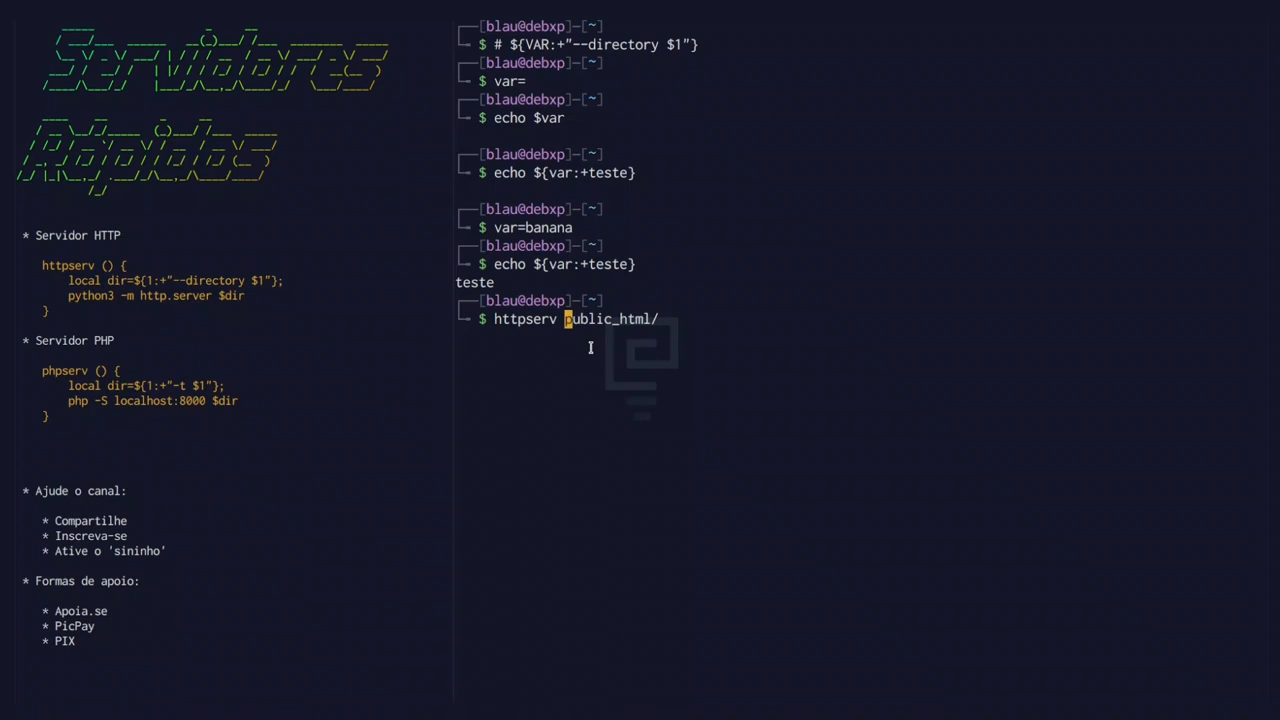 Servidores
Rápidos
* Servidor HTTP
httpserv () {
local dir=${1:+"--directory $1"};
python3 -m http.server $dir
}
* Servidor PHP
phpserv () {
local dir=${1:+"-t $1"};
php -S localhost:8000 $dir
}
* Ajude o canal:
* Compartilhe
* Inscreva-se
* Ative o 'sininho'
* Formas de apoio:
* Apoia.se
* PicPay
* PIX
[blau@debxp]-[~]
$ # ${VAR:+"--directory $1"}
[blau@debxp]-[~]
$ var=
[blau@debxp]-[~]
$ echo $var
[blau@debxp]-[~]
$ echo ${var:+teste}
[blau@debxp]-[~]
$ var=banana
[blau@debxp]-[~]
$ echo ${var:+teste}
teste
[blau@debxp]-[~]
$ httpserv public_html/